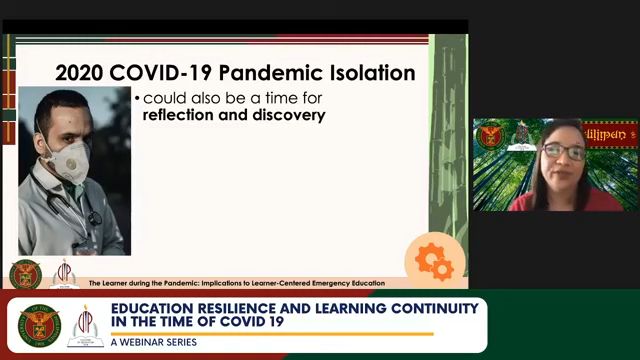 2020 COVID-19 Pandemic Isolation
• could also be a time for
reflection and discovery
The Learner during the Pandemic: Implications to Learner-Centered Emergency Education
EDUCATION RESILIENCE AND LEARNING CONTINUITY
IN THE TIME OF COVID 19
A WEBINAR SERIES